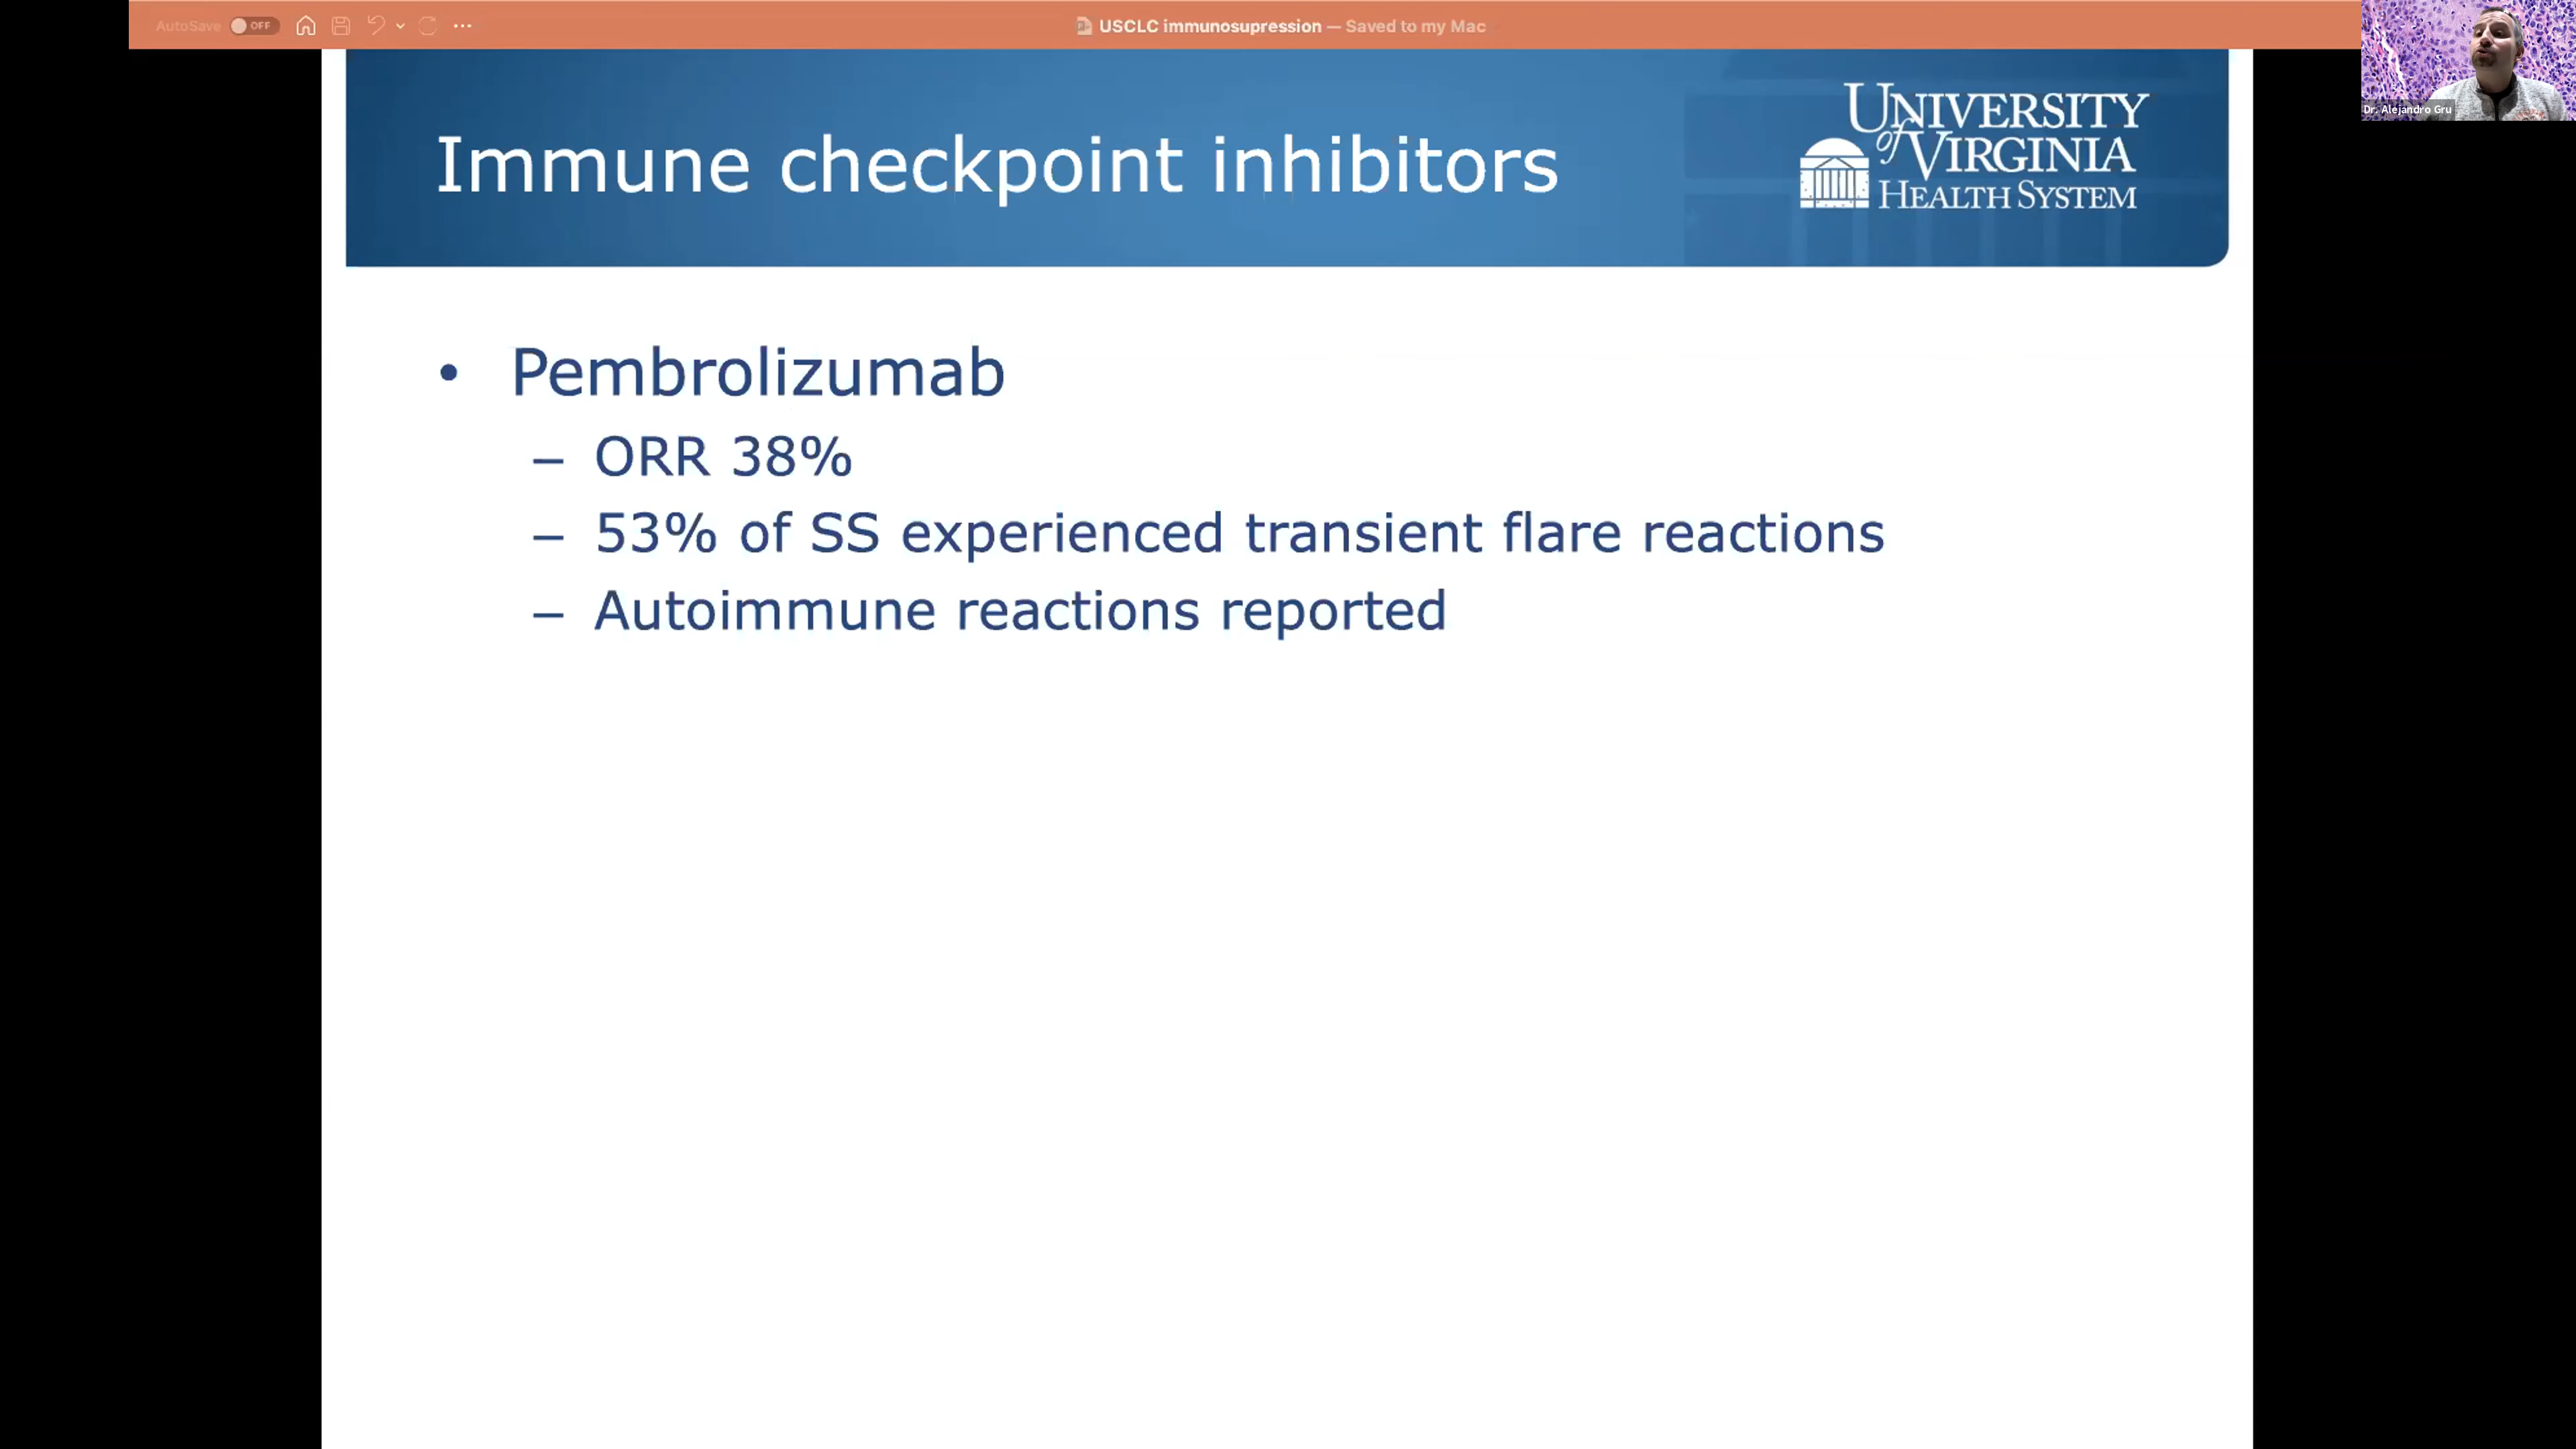 AutoSave OFF
USCLC immunosupression — Saved to my Mac
Dr. Alejandro Gru
Immune checkpoint inhibitors
UNIVERSITY
of VIRGINIA
HEALTH SYSTEM
• Pembrolizumab
– ORR 38%
– 53% of SS experienced transient flare reactions
– Autoimmune reactions reported